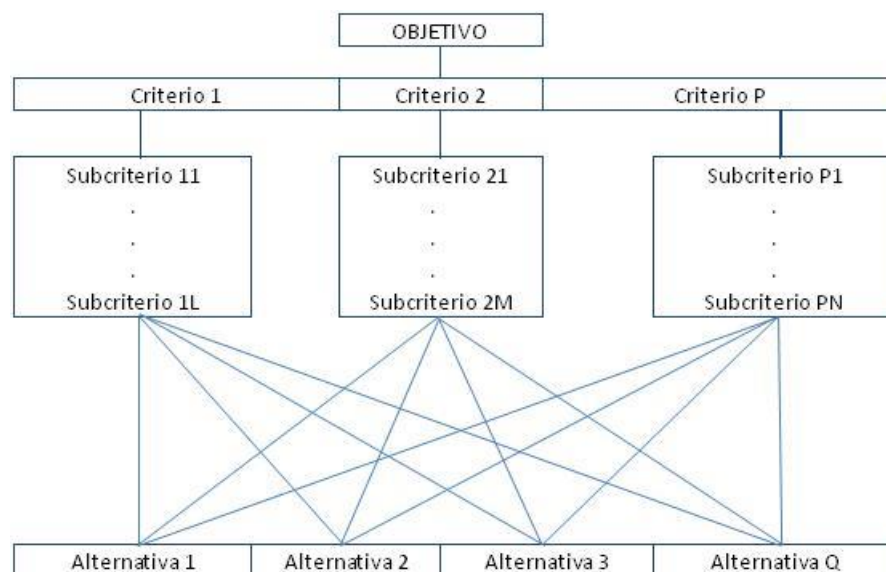 OBJETIVO
Criterio 1 Criterio 2 Criterio P
Subcriterio 11 Subcriterio 21 Subcriterio P1
. . .
. . .
. . .
Subcriterio 1L Subcriterio 2M Subcriterio PN
Alternativa 1 Alternativa 2 Alternativa 3 Alternativa Q